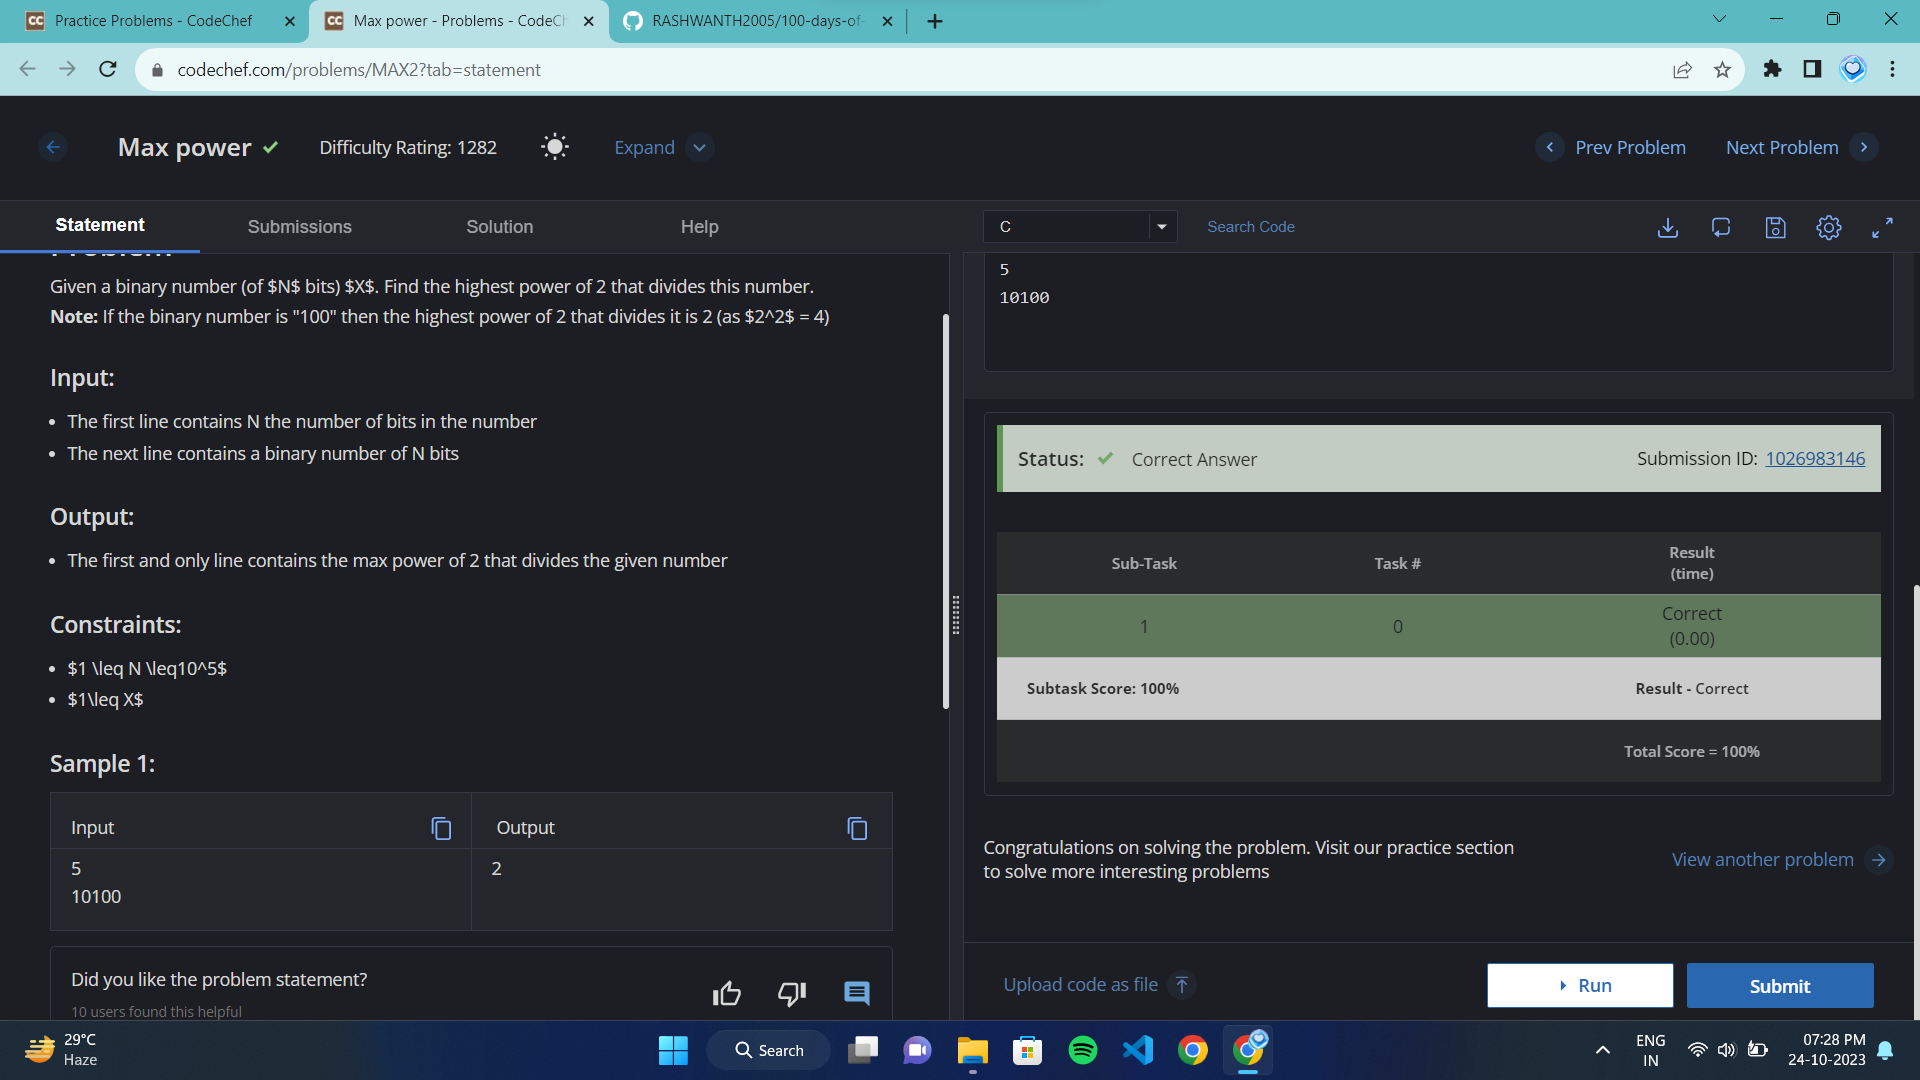 Practice Problems - CodeChef
Max power - Problems - CodeCh
RASHWANTH2005/100-days-of-
codechef.com/problems/MAX2?tab=statement
Max power
Difficulty Rating: 1282
Expand
Prev Problem
Next Problem
Statement
Submissions
Solution
Help
C
Search Code
Problem
Given a binary number (of $N$ bits) $X$. Find the highest power of 2 that divides this number.
Note: If the binary number is "100" then the highest power of 2 that divides it is 2 (as $2^2$ = 4)
Input:
• The first line contains N the number of bits in the number
• The next line contains a binary number of N bits
Output:
• The first and only line contains the max power of 2 that divides the given number
Constraints:
• $1 \leq N \leq10^5$
• $1\leq X$
Sample 1:
Input
Output
5
10100
2
Did you like the problem statement?
10 users found this helpful
5
10100
Status: Correct Answer
Submission ID: 1026983146
Sub-Task
Task #
Result
(time)
1
0
Correct
(0.00)
Subtask Score: 100%
Result - Correct
Total Score = 100%
Congratulations on solving the problem. Visit our practice section
to solve more interesting problems
View another problem
Upload code as file
Run
Submit
29°C
Haze
Search
ENG
IN
07:28 PM
24-10-2023